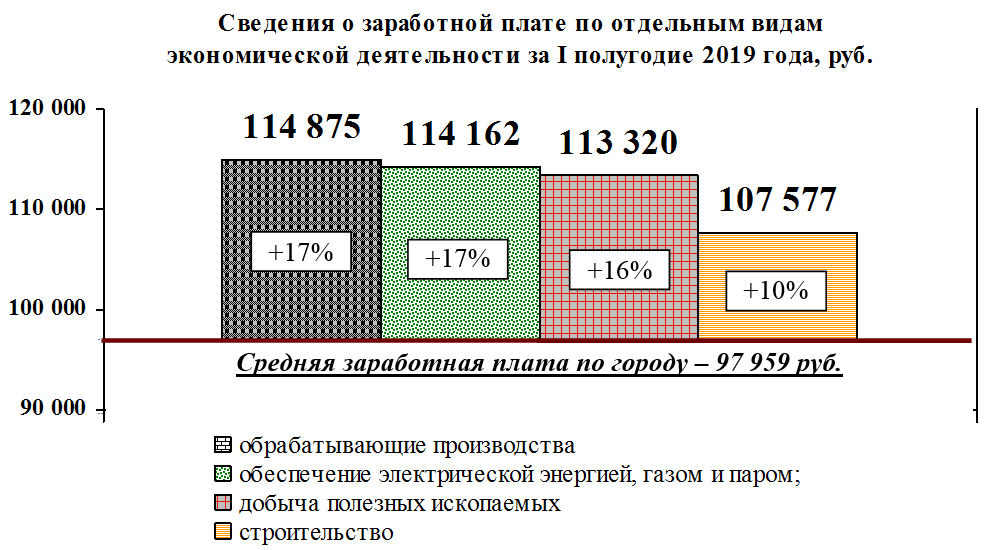 Сведения о заработной плате по отдельным видам
экономической деятельности за I полугодие 2019 года, руб.
120 000
114 875
114 162
113 320
110 000
107 577
+17%
+17%
+16%
+10%
100 000
Средняя заработная плата по городу – 97 959 руб.
90 000
обрабатывающие производства
обеспечение электрической энергией, газом и паром;
добыча полезных ископаемых
строительство